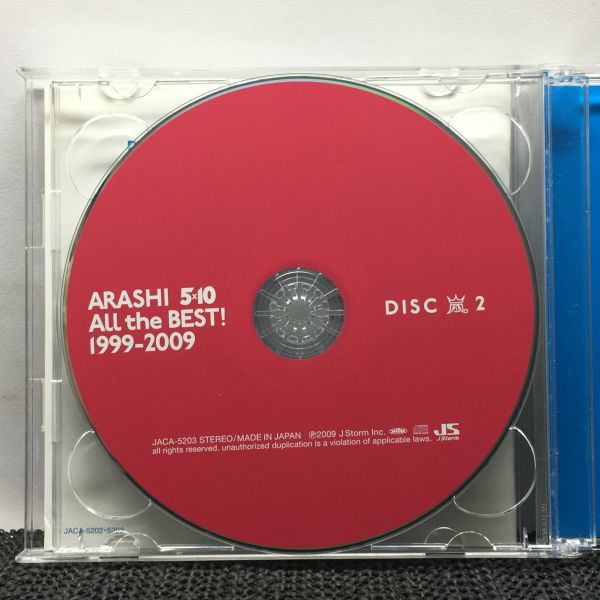 ARASHI 5×10
All the BEST!
1999-2009
DISC 嵐 2
JACA-5203 STEREO/MADE IN JAPAN ℗2009 J Storm Inc. JS
all rights reserved. unauthorized duplication is a violation of applicable laws. J Storm
JACA-5202・5203